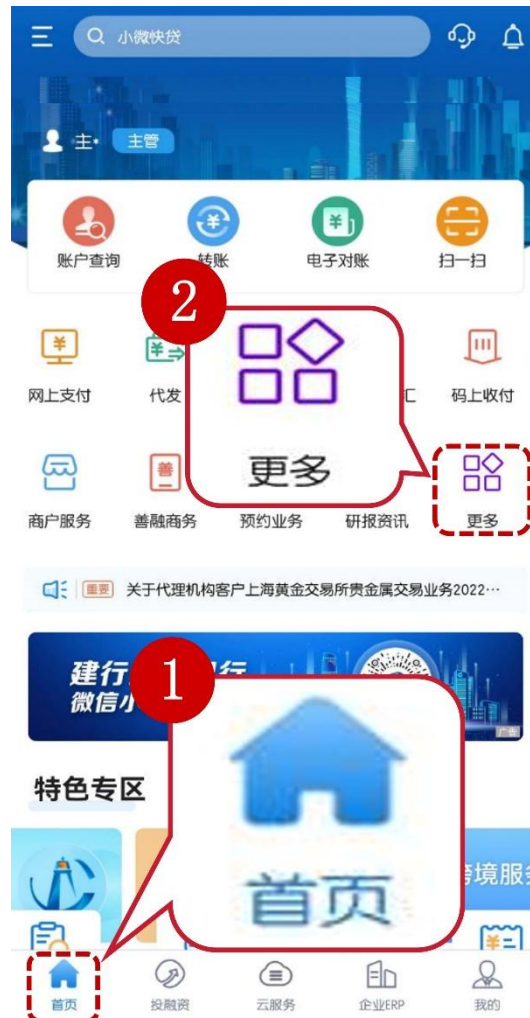 小微快贷
主* 主管
账户查询 转账 电子对账 扫一扫
2
网上支付 代发 汇 码上收付
更多
商户服务 善融商务 预约业务 研报资讯 更多
重要 关于代理机构客户上海黄金交易所贵金属交易业务2022…
建行 行
微信小
1
广告
特色专区
跨境服务
首页
首页 投融资 云服务 企业ERP 我的